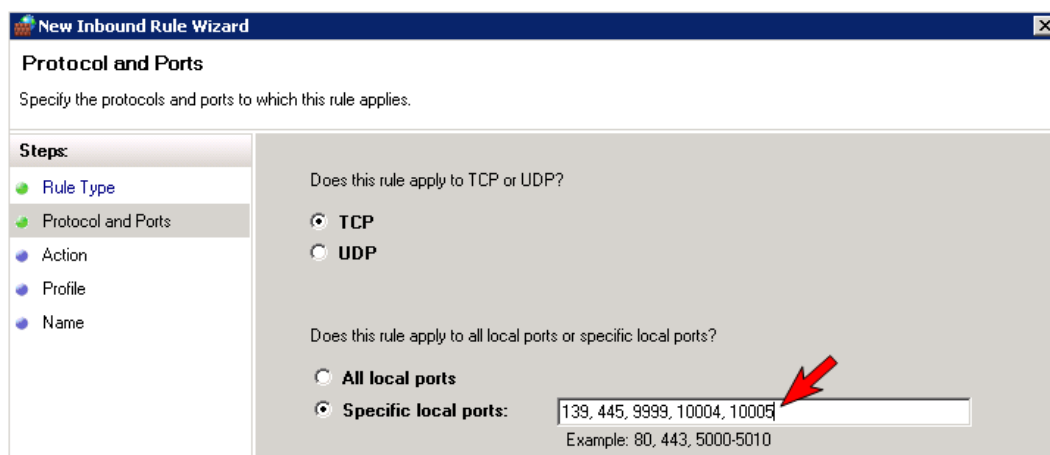 New Inbound Rule Wizard
Protocol and Ports
Specify the protocols and ports to which this rule applies.
Steps:
Rule Type
Protocol and Ports
Action
Profile
Name
Does this rule apply to TCP or UDP?
TCP
UDP
Does this rule apply to all local ports or specific local ports?
All local ports
Specific local ports: 139, 445, 9999, 10004, 10005
Example: 80, 443, 5000-5010